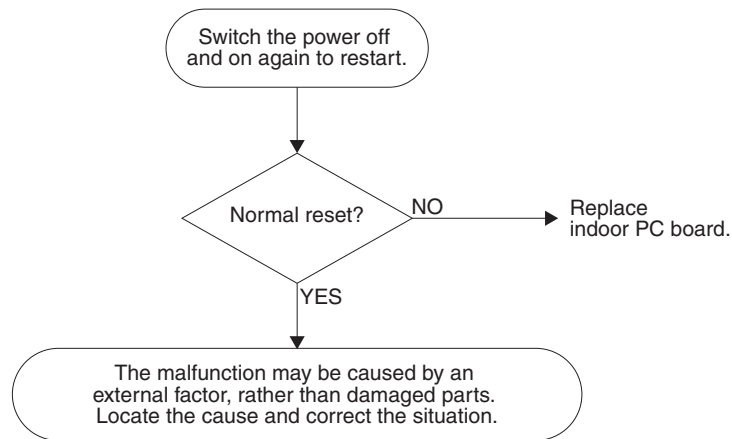 Switch the power off
and on again to restart.
Normal reset?
NO
Replace
indoor PC board.
YES
The malfunction may be caused by an
external factor, rather than damaged parts.
Locate the cause and correct the situation.